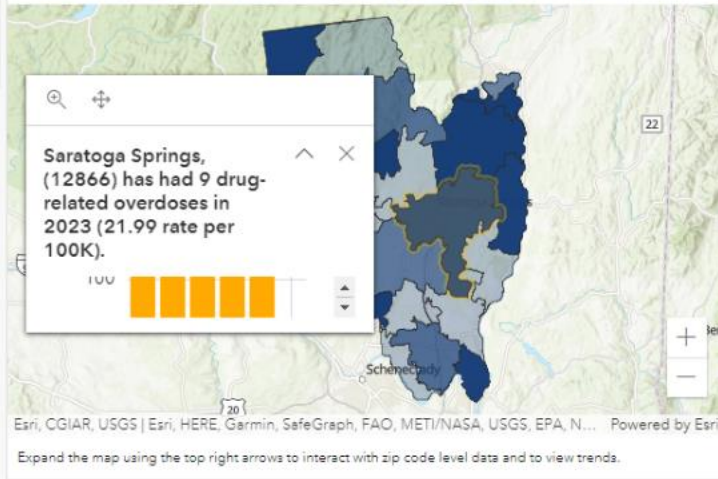 22
Saratoga Springs,
(12866) has had 9 drug-
related overdoses in
2023 (21.99 rate per
100K).
100
Schenectady
20
Esri, CGIAR, USGS | Esri, HERE, Garmin, SafeGraph, FAO, METI/NASA, USGS, EPA, N... Powered by Esri
Expand the map using the top right arrows to interact with zip code level data and to view trends.